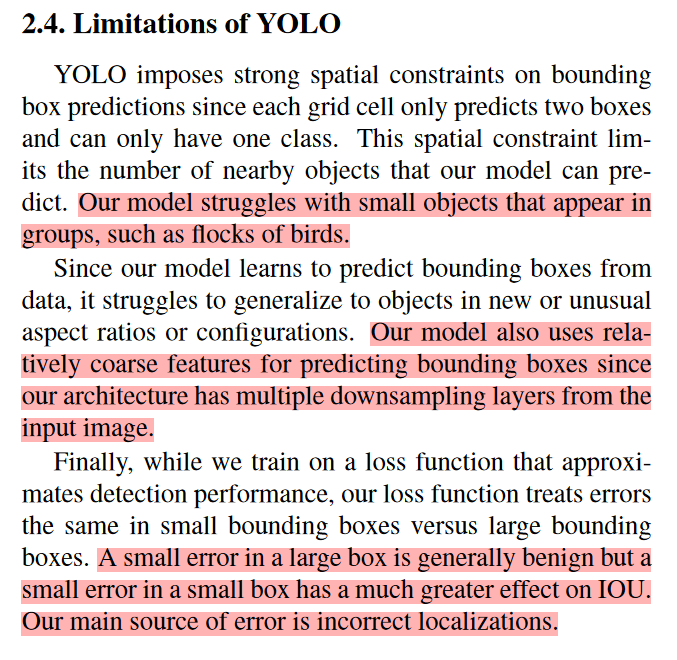 2.4. Limitations of YOLO
YOLO imposes strong spatial constraints on bounding
box predictions since each grid cell only predicts two boxes
and can only have one class. This spatial constraint lim-
its the number of nearby objects that our model can pre-
dict. Our model struggles with small objects that appear in
groups, such as flocks of birds.
Since our model learns to predict bounding boxes from
data, it struggles to generalize to objects in new or unusual
aspect ratios or configurations. Our model also uses rela-
tively coarse features for predicting bounding boxes since
our architecture has multiple downsampling layers from the
input image.
Finally, while we train on a loss function that approxi-
mates detection performance, our loss function treats errors
the same in small bounding boxes versus large bounding
boxes. A small error in a large box is generally benign but a
small error in a small box has a much greater effect on IOU.
Our main source of error is incorrect localizations.